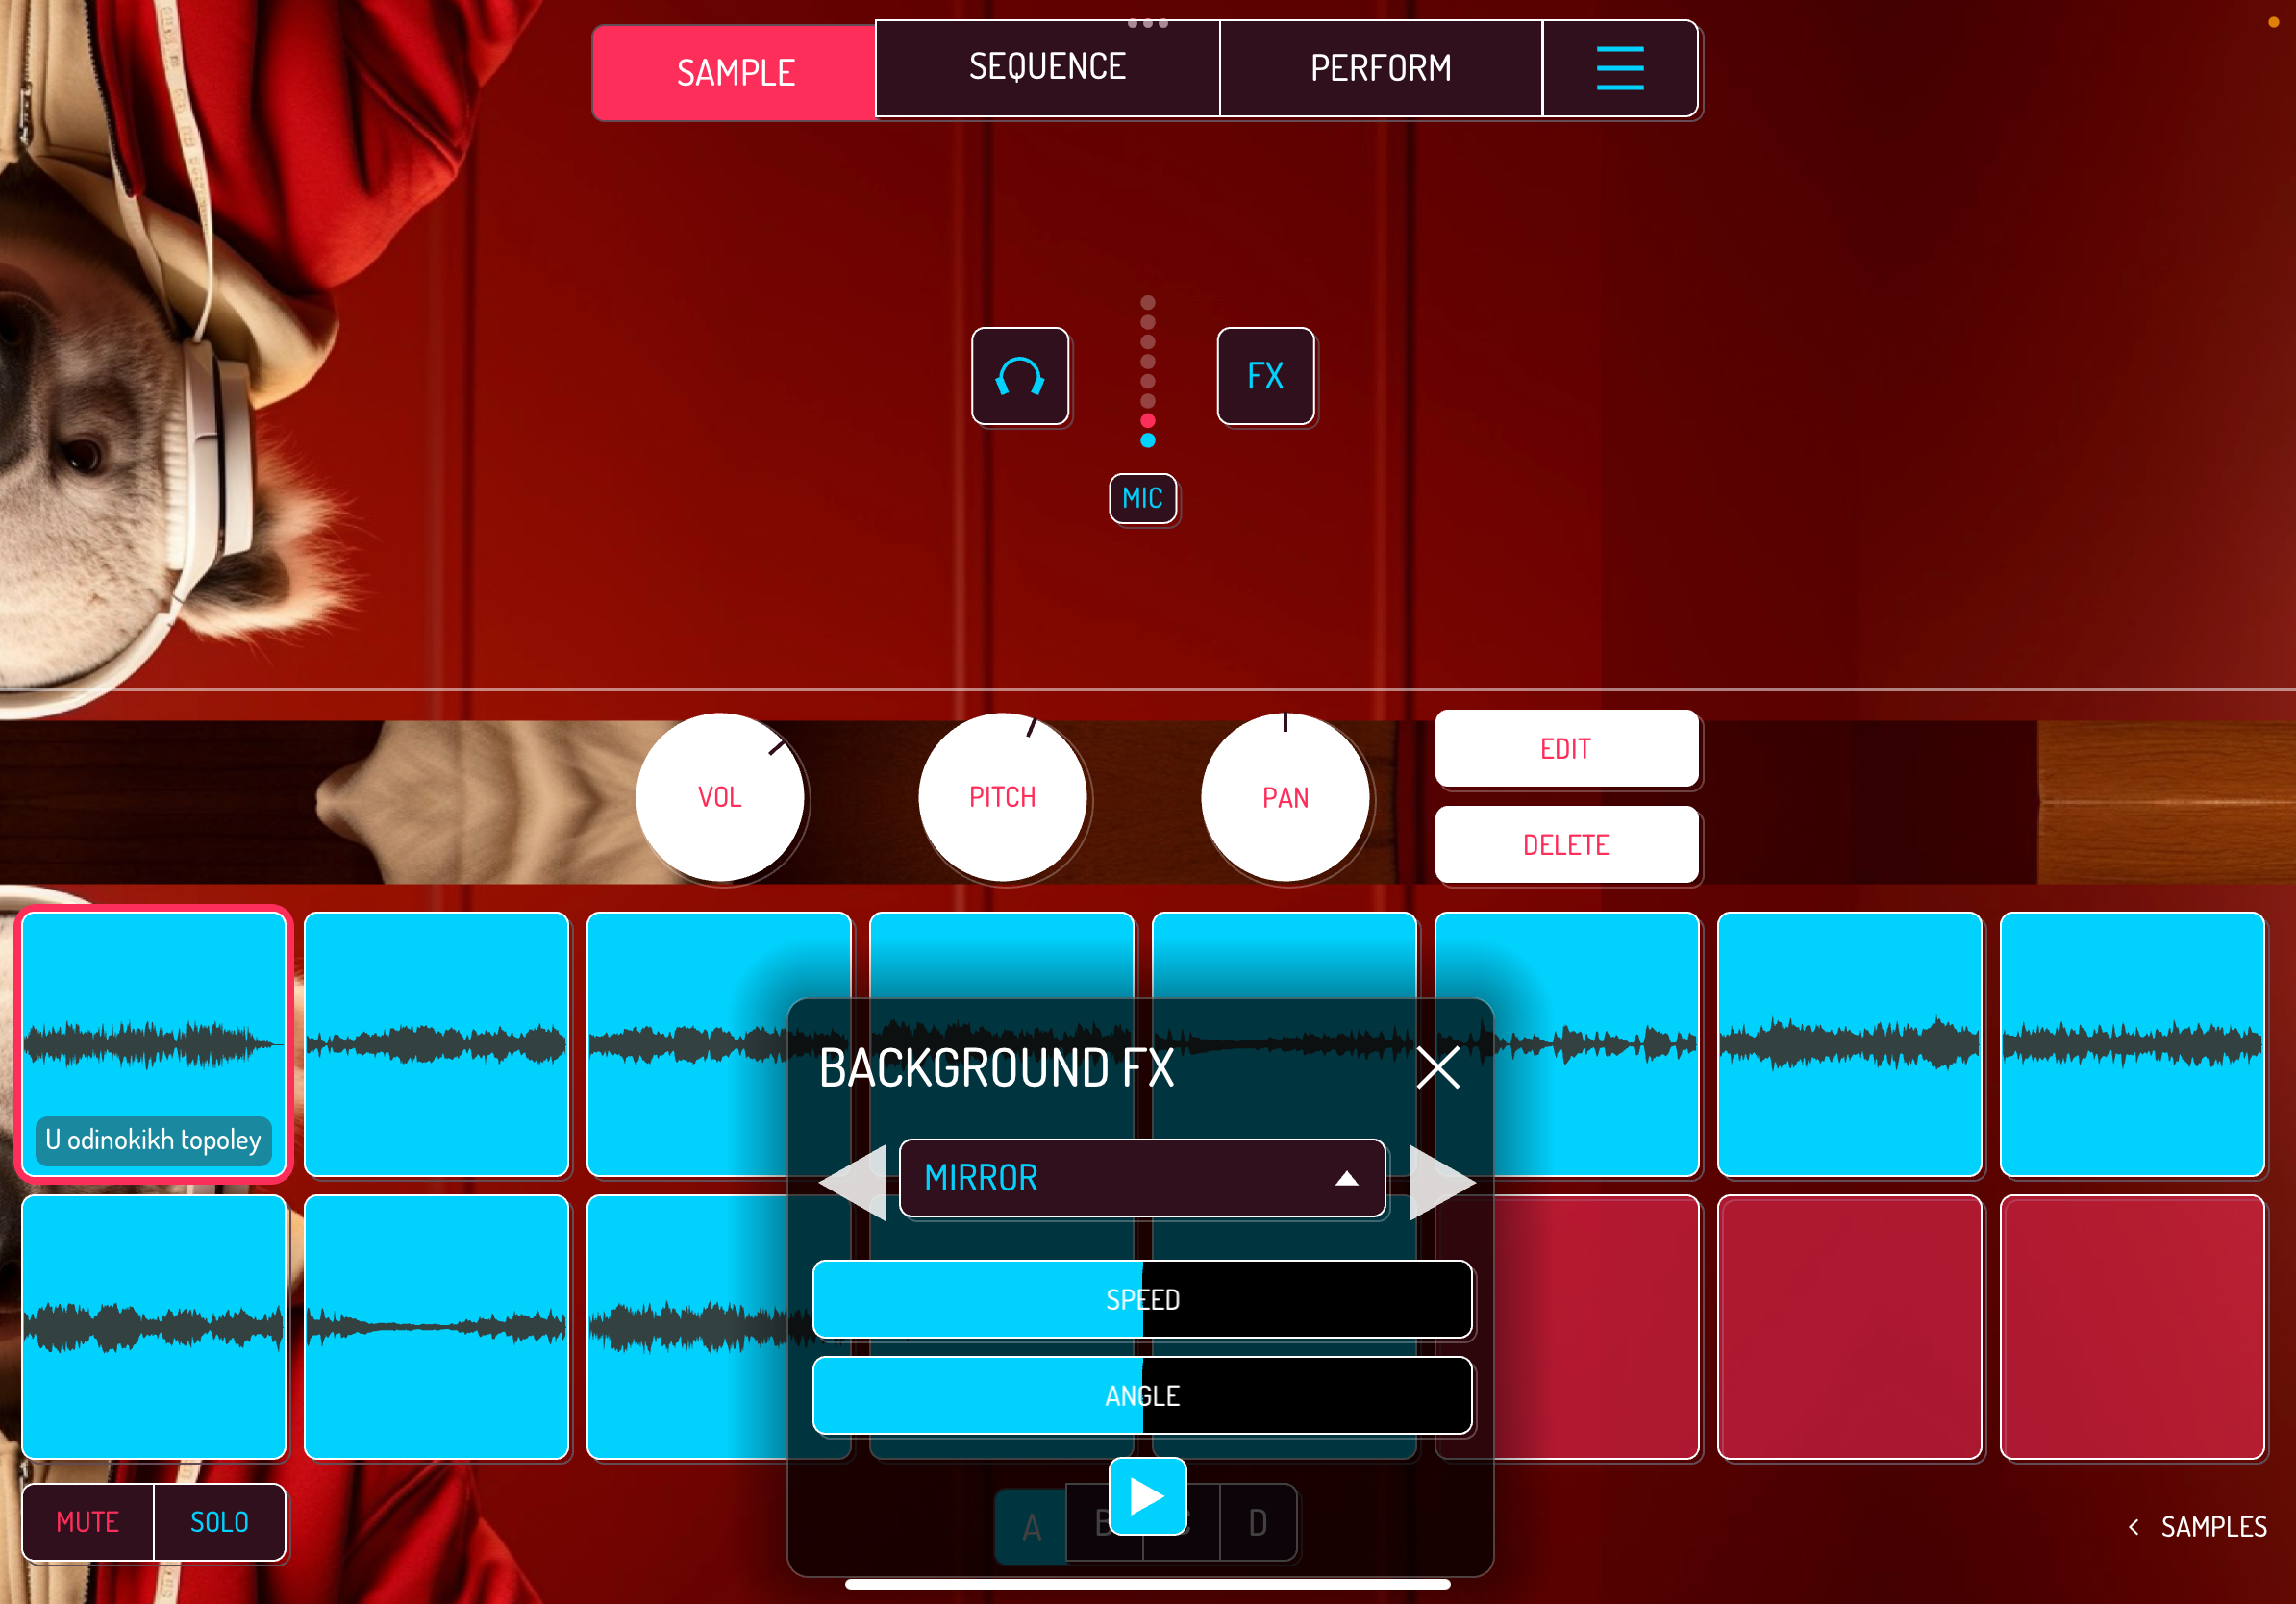 SAMPLE
SEQUENCE
PERFORM
FX
MIC
VOL
PITCH
PAN
EDIT
DELETE
U odinokikh topoley
BACKGROUND FX
MIRROR
SPEED
ANGLE
A
B
C
D
MUTE
SOLO
< SAMPLES